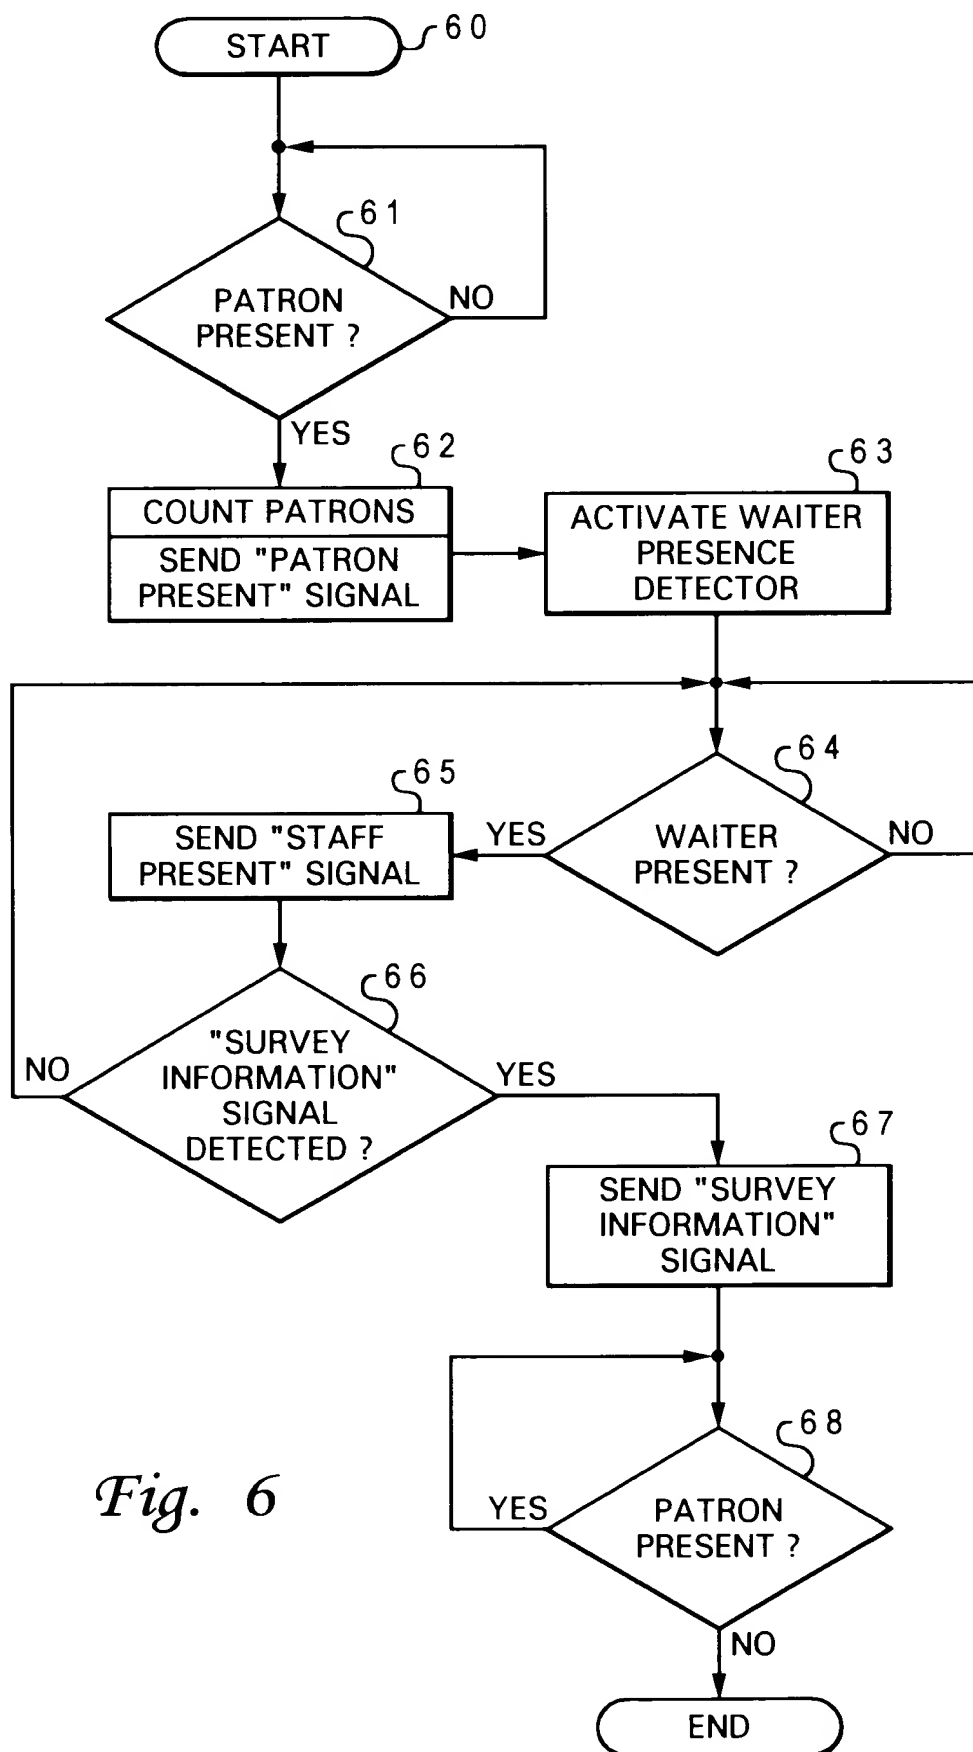 START
60
61
PATRON
PRESENT ?
NO
YES
62
COUNT PATRONS
SEND "PATRON
PRESENT" SIGNAL
63
ACTIVATE WAITER
PRESENCE
DETECTOR
64
WAITER
PRESENT ?
NO
YES
65
SEND "STAFF
PRESENT" SIGNAL
66
"SURVEY
INFORMATION"
SIGNAL
DETECTED ?
NO
YES
67
SEND "SURVEY
INFORMATION"
SIGNAL
68
PATRON
PRESENT ?
YES
NO
END
Fig. 6